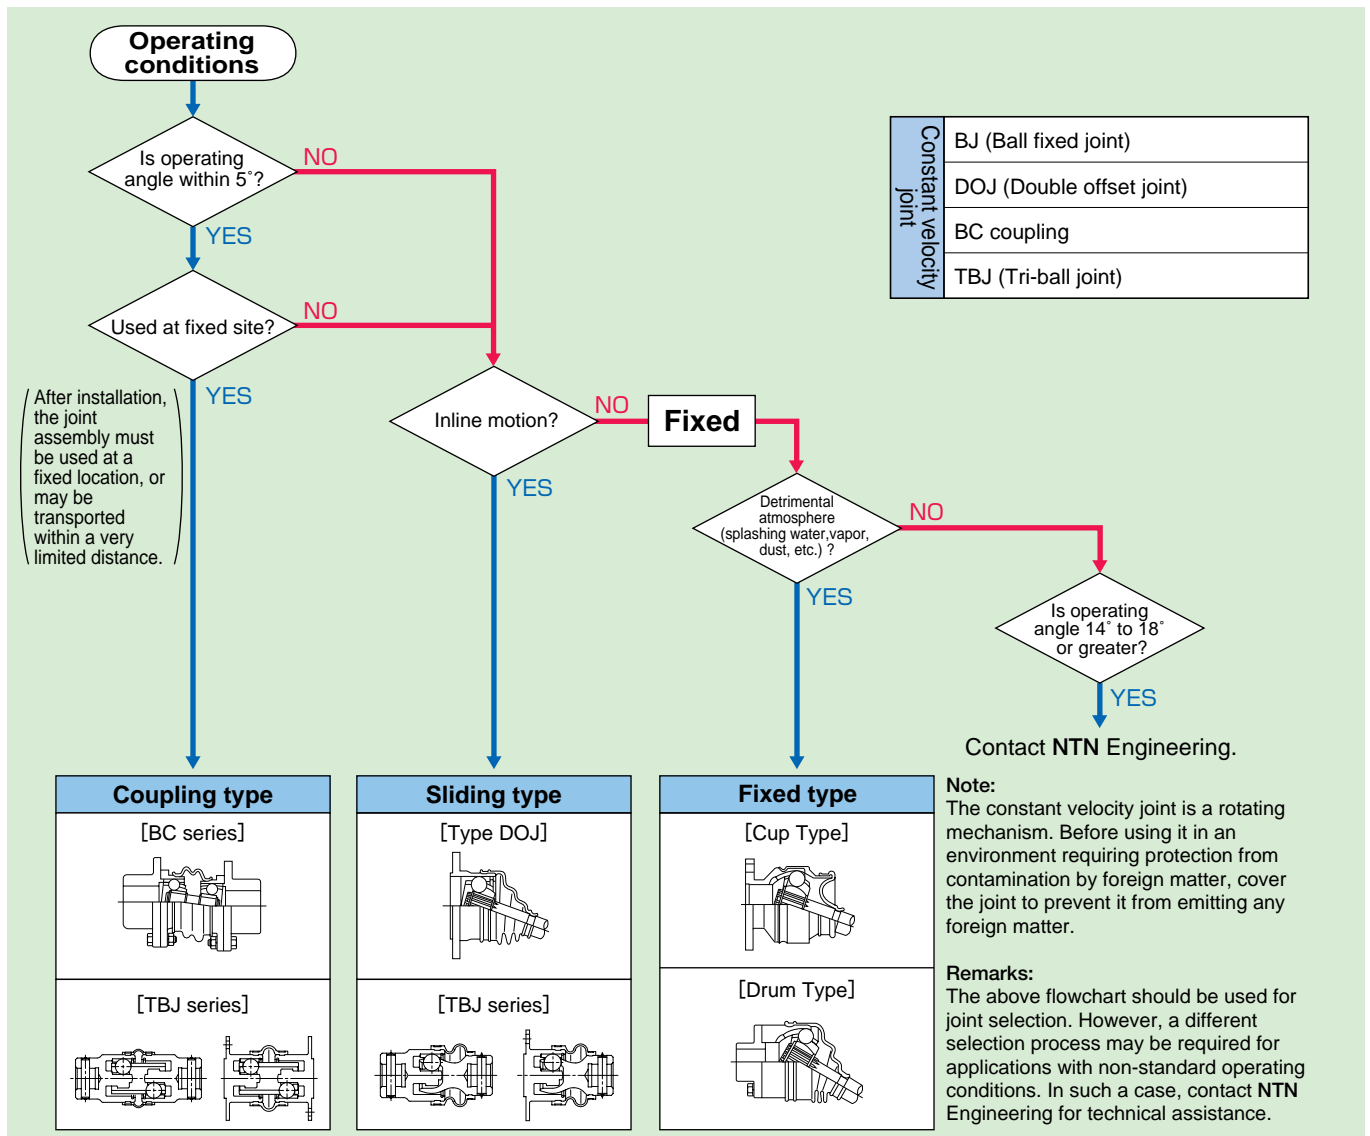 Operating
conditions
Is operating
angle within 5˚?
NO
YES
Used at fixed site?
NO
YES
After installation,
the joint
assembly must
be used at a
fixed location, or
may be
transported
within a very
limited distance.
Constant velocity
joint
BJ (Ball fixed joint)
DOJ (Double offset joint)
BC coupling
TBJ (Tri-ball joint)
Inline motion?
NO
Fixed
YES
Detrimental
atmosphere
(splashing water,vapor,
dust, etc.) ?
NO
YES
Is operating
angle 14˚ to 18˚
or greater?
YES
Contact NTN Engineering.
Coupling type
[BC series]
[TBJ series]
Sliding type
[Type DOJ]
[TBJ series]
Fixed type
[Cup Type]
[Drum Type]
Note:
The constant velocity joint is a rotating
mechanism. Before using it in an
environment requiring protection from
contamination by foreign matter, cover
the joint to prevent it from emitting any
foreign matter.
Remarks:
The above flowchart should be used for
joint selection. However, a different
selection process may be required for
applications with non-standard operating
conditions. In such a case, contact NTN
Engineering for technical assistance.